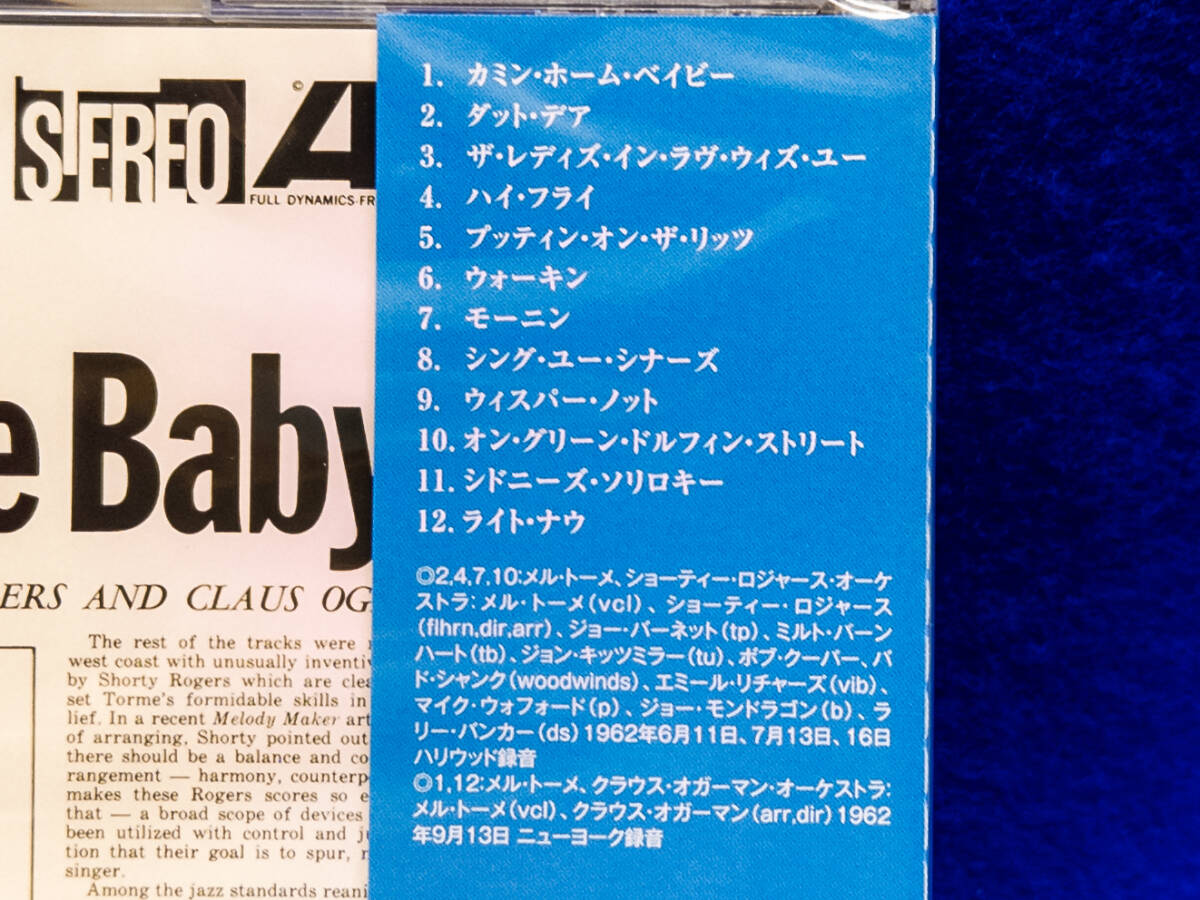 STEREO
FULL DYNAMICS-FR
e Baby
ERS AND CLAUS OG
The rest of the tracks were
west coast with unusually inventiv
by Shorty Rogers which are clea
set Torme's formidable skills in
lief. In a recent Melody Maker art
of arranging, Shorty pointed out
there should be a balance and co
rangement — harmony, counterp
makes these Rogers scores so e
that — a broad scope of devices
been utilized with control and ju
tion that their goal is to spur,
singer.
Among the jazz standards reani
1. カミン・ホーム・ベイビー
2. ダット・デア
3. ザ・レディズ・イン・ラヴ・ウィズ・ユー
4. ハイ・フライ
5. プッティン・オン・ザ・リッツ
6. ウォーキン
7. モーニン
8. シング・ユー・シナーズ
9. ウィスパー・ノット
10. オン・グリーン・ドルフィン・ストリート
11. シドニーズ・ソリロキー
12. ライト・ナウ
◎2,4,7,10:メル・トーメ、ショーティー・ロジャース・オーケ
ストラ:メル・トーメ(vcl)、ショーティー・ロジャース
(flhrn,dir,arr)、ジョー・バーネット(tp)、ミルト・バーン
ハート(tb)、ジョン・キッツミラー(tu)、ボブ・クーパー、バ
ド・シャンク(woodwinds)、エミール・リチャーズ(vib)、
マイク・ウォフォード(p)、ジョー・モンドラゴン(b)、ラ
リー・バンカー(ds) 1962年6月11日、7月13日、16日
ハリウッド録音
◎1,12:メル・トーメ、クラウス・オガーマン・オーケストラ:
メル・トーメ(vcl)、クラウス・オガーマン(arr,dir) 1962
年9月13日 ニューヨーク録音